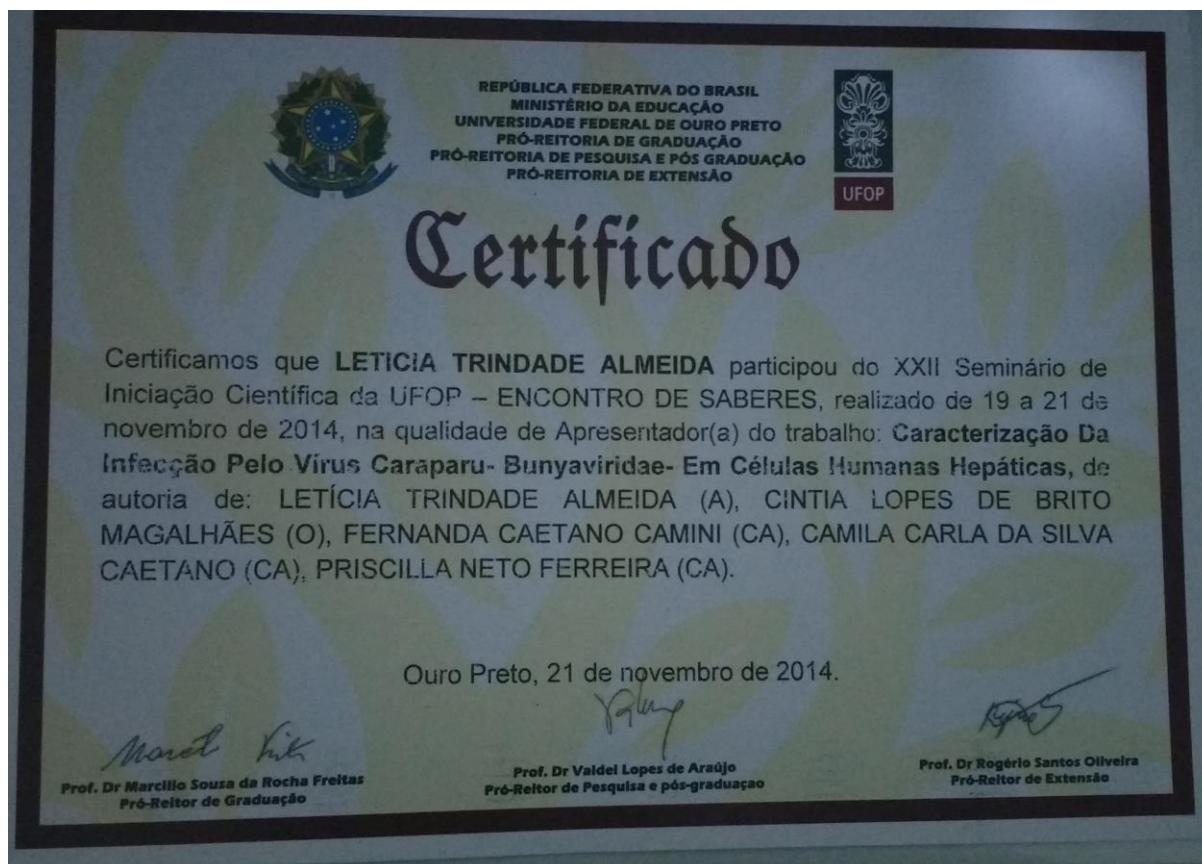 REPÚBLICA FEDERATIVA DO BRASIL
MINISTÉRIO DA EDUCAÇÃO
UNIVERSIDADE FEDERAL DE OURO PRETO
PRÓ-REITORIA DE GRADUAÇÃO
PRÓ-REITORIA DE PESQUISA E PÓS GRADUAÇÃO
PRÓ-REITORIA DE EXTENSÃO
UFOP
Certificado
Certificamos que LETICIA TRINDADE ALMEIDA participou do XXII Seminário de
Iniciação Científica da UFOP – ENCONTRO DE SABERES, realizado de 19 a 21 de
novembro de 2014, na qualidade de Apresentador(a) do trabalho: Caracterização Da
Infecção Pelo Vírus Caraparu- Bunyaviridae- Em Células Humanas Hepáticas, de
autoria de: LETÍCIA TRINDADE ALMEIDA (A), CINTIA LOPES DE BRITO
MAGALHÃES (O), FERNANDA CAETANO CAMINI (CA), CAMILA CARLA DA SILVA
CAETANO (CA), PRISCILLA NETO FERREIRA (CA).
Ouro Preto, 21 de novembro de 2014.
Prof. Dr Marcilio Sousa da Rocha Freitas
Pró-Reitor de Graduação
Prof. Dr Valdei Lopes de Araújo
Pró-Reitor de Pesquisa e pós-graduaçao
Prof. Dr Rogério Santos Oliveira
Pró-Reitor de Extensão